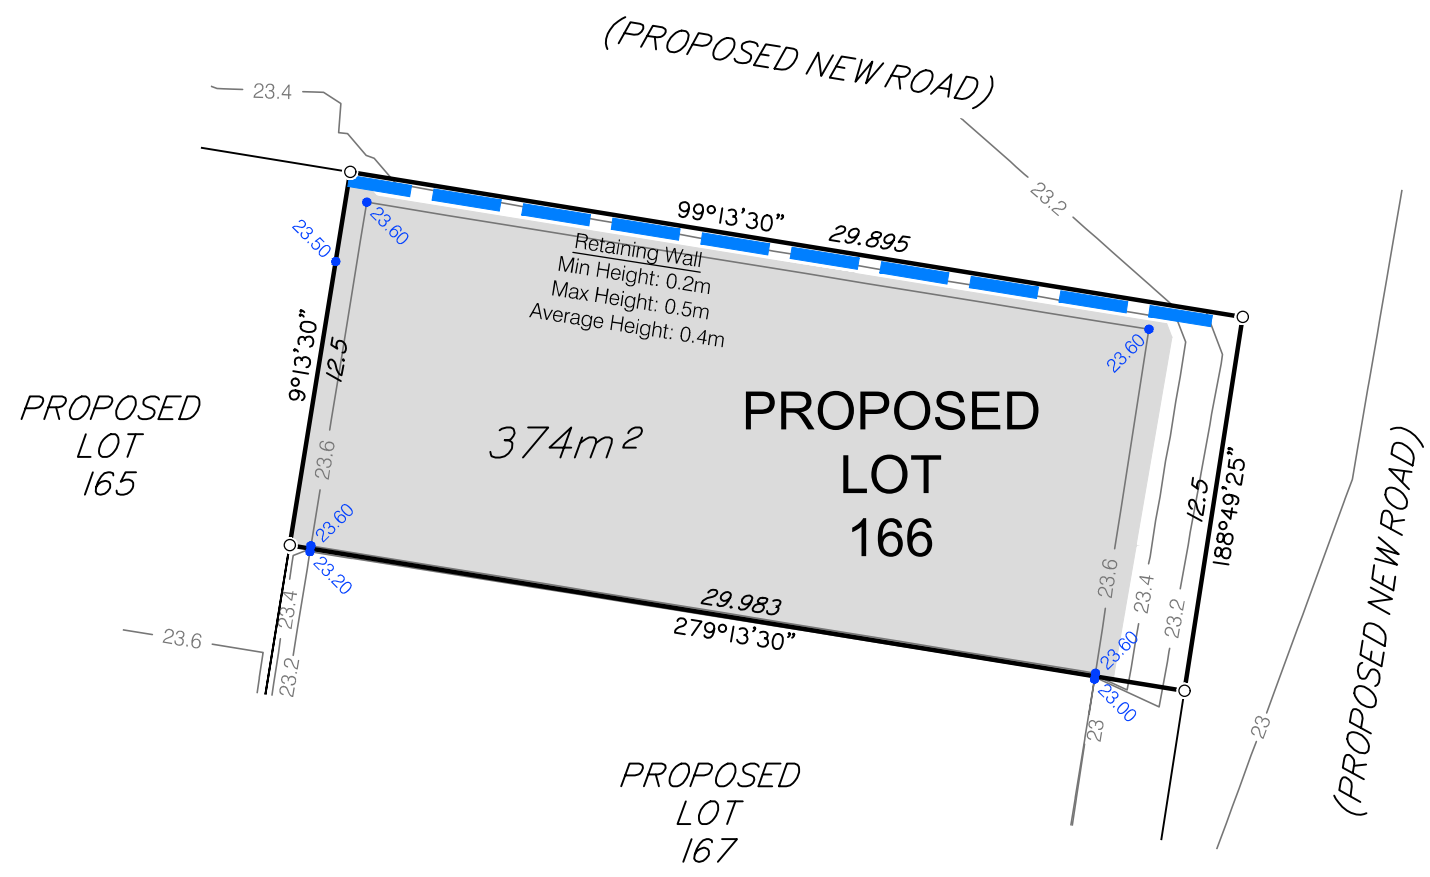 (PROPOSED NEW ROAD)
23.4
23.2
99°13'30"
29.895
23.60
23.50
Retaining Wall
Min Height: 0.2m
Max Height: 0.5m
Average Height: 0.4m
23.60
9°13'30"
12.5
PROPOSED
LOT
165
374m²
PROPOSED
LOT
166
23.6
12.5
188°49'25"
(PROPOSED NEW ROAD)
23.60
23.20
23.4
23.6
23.2
29.983
279°13'30"
23.6
23.4
23.2
23.60
23.00
23
23
PROPOSED
LOT
167